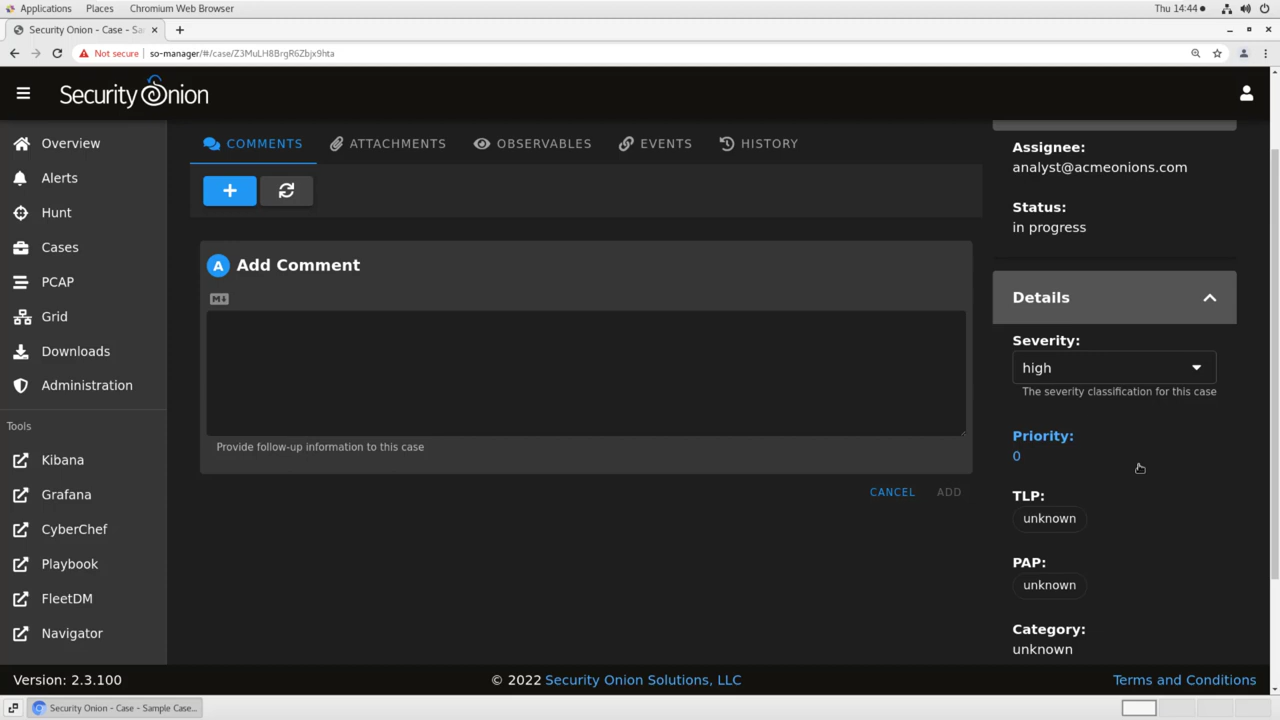 Applications Places Chromium Web Browser Thu 14:44
Security Onion - Case - Sa
Not secure so-manager/#/case/Z3MuLH8BrgR6Zbjx9hta
Security Onion
Overview
Alerts
Hunt
Cases
PCAP
Grid
Downloads
Administration
Tools
Kibana
Grafana
CyberChef
Playbook
FleetDM
Navigator
COMMENTS ATTACHMENTS OBSERVABLES EVENTS HISTORY
+
A Add Comment
M
Provide follow-up information to this case
CANCEL ADD
Assignee:
analyst@acmeonions.com
Status:
in progress
Details
Severity:
high
The severity classification for this case
Priority:
0
TLP:
unknown
PAP:
unknown
Category:
unknown
Version: 2.3.100 © 2022 Security Onion Solutions, LLC Terms and Conditions
Security Onion - Case - Sample Case...